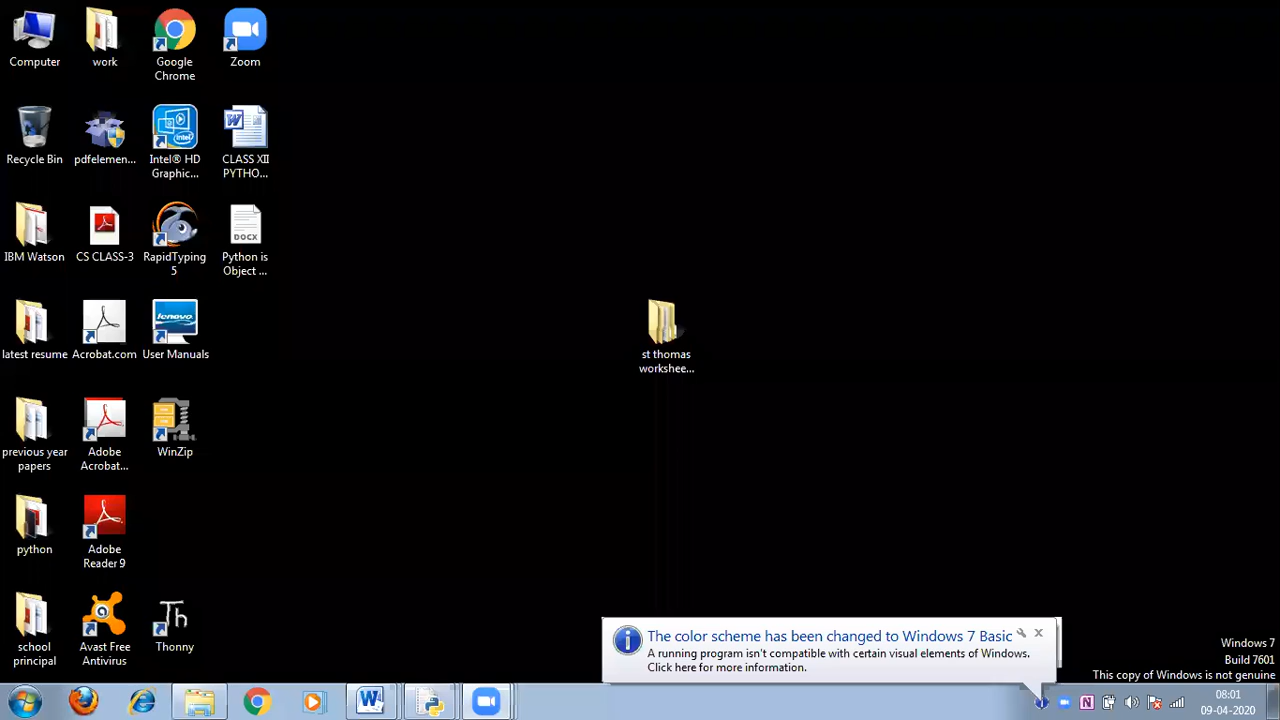 Computer
work
Google
Chrome
Zoom
Recycle Bin
pdfelemen...
Intel® HD
Graphic...
CLASS XII
PYTHO...
IBM Watson
CS CLASS-3
RapidTyping
5
DOCX
Python is
Object ...
latest resume
Acrobat.com
lenovo
User Manuals
st thomas
workshee...
previous year
papers
Adobe
Acrobat...
WinZip
python
Adobe
Reader 9
school
principal
Avast Free
Antivirus
Th
Thonny
The color scheme has been changed to Windows 7 Basic
A running program isn't compatible with certain visual elements of Windows.
Click here for more information.
Windows 7
Build 7601
This copy of Windows is not genuine
08:01
09-04-2020